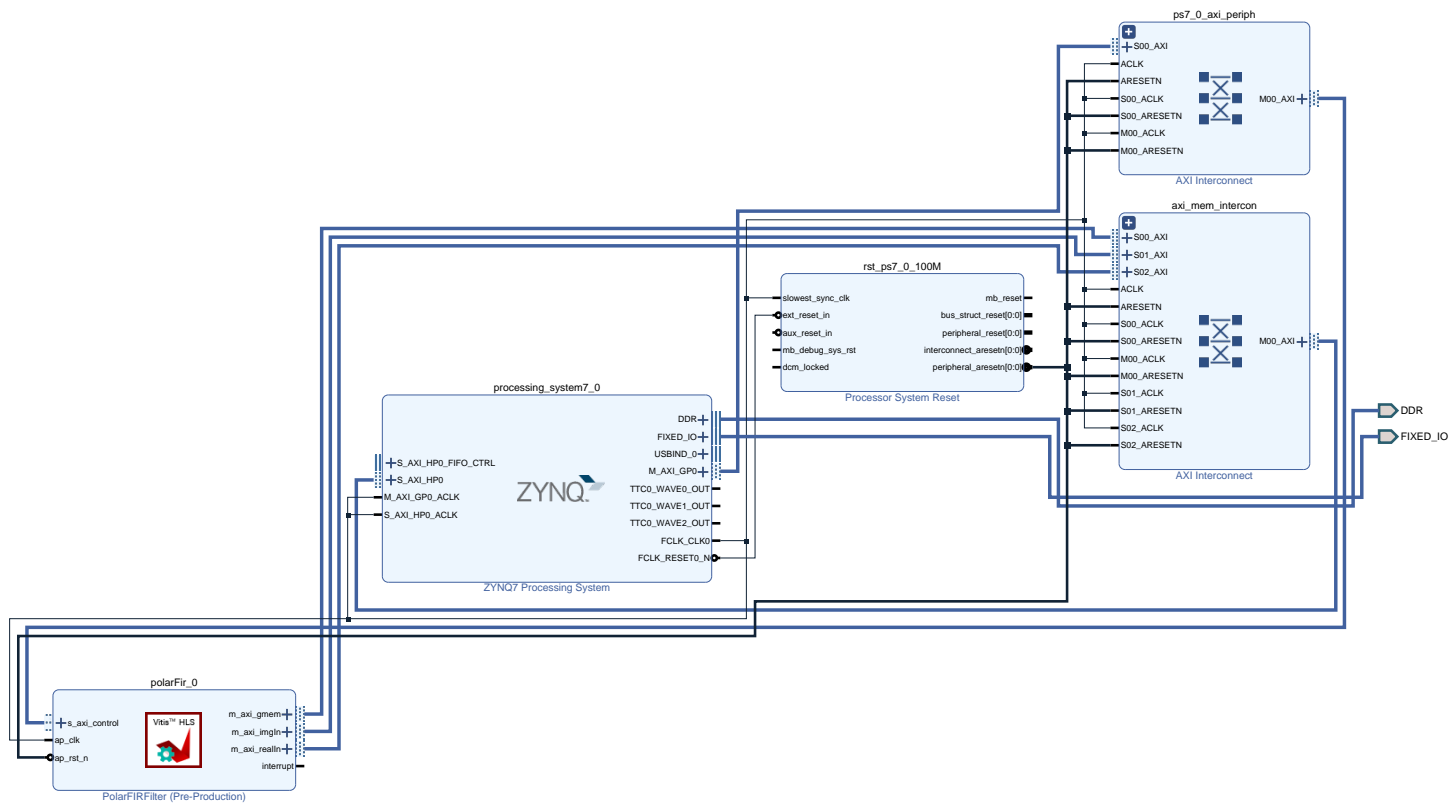 ps7_0_axi_periph
S00_AXI
ACLK
ARESETN
S00_ACLK
M00_AXI
S00_ARESETN
M00_ACLK
M00_ARESETN
AXI Interconnect
axi_mem_intercon
S00_AXI
S01_AXI
S02_AXI
ACLK
ARESETN
S00_ACLK
S00_ARESETN
M00_AXI
M00_ACLK
M00_ARESETN
S01_ACLK
S01_ARESETN
S02_ACLK
S02_ARESETN
AXI Interconnect
rst_ps7_0_100M
slowest_sync_clk
ext_reset_in
aux_reset_in
mb_debug_sys_rst
dcm_locked
mb_reset
bus_struct_reset[0:0]
peripheral_reset[0:0]
interconnect_aresetn[0:0]
peripheral_aresetn[0:0]
Processor System Reset
processing_system7_0
S_AXI_HP0_FIFO_CTRL
S_AXI_HP0
M_AXI_GP0_ACLK
S_AXI_HP0_ACLK
ZYNQ
DDR
FIXED_IO
USBIND_0
M_AXI_GP0
TTC0_WAVE0_OUT
TTC0_WAVE1_OUT
TTC0_WAVE2_OUT
FCLK_CLK0
FCLK_RESET0_N
ZYNQ7 Processing System
DDR
FIXED_IO
polarFir_0
s_axi_control
ap_clk
ap_rst_n
Vitis™ HLS
m_axi_gmem
m_axi_imgIn
m_axi_realIn
interrupt
PolarFIRFilter (Pre-Production)